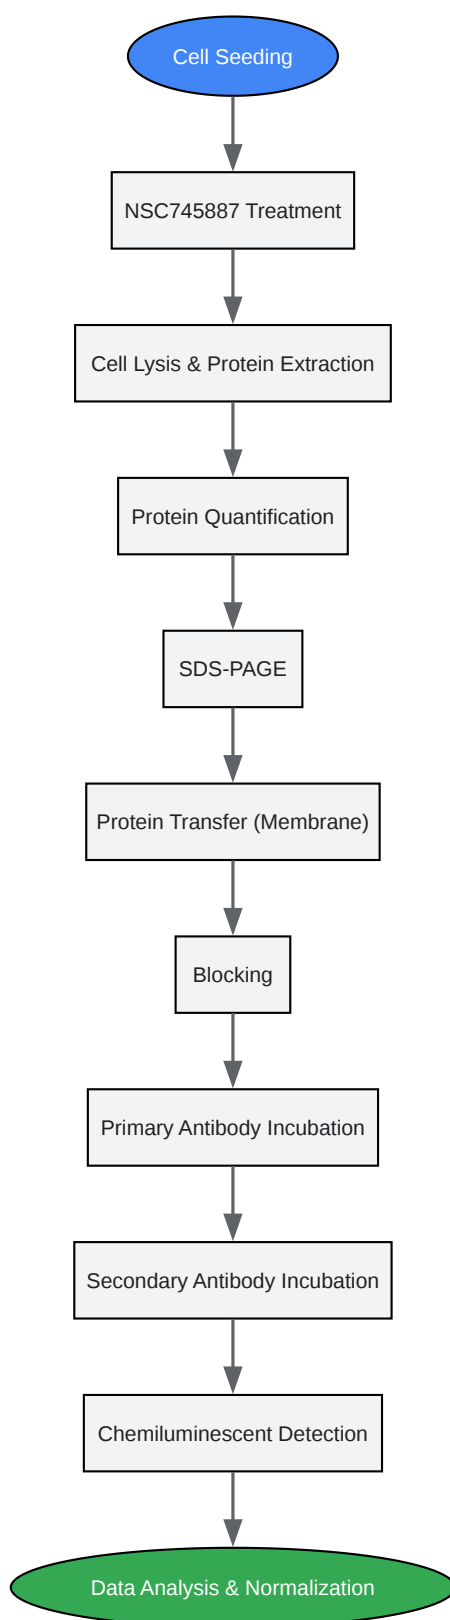 Cell Seeding
NSC745887 Treatment
Cell Lysis & Protein Extraction
Protein Quantification
SDS-PAGE
Protein Transfer (Membrane)
Blocking
Primary Antibody Incubation
Secondary Antibody Incubation
Chemiluminescent Detection
Data Analysis & Normalization